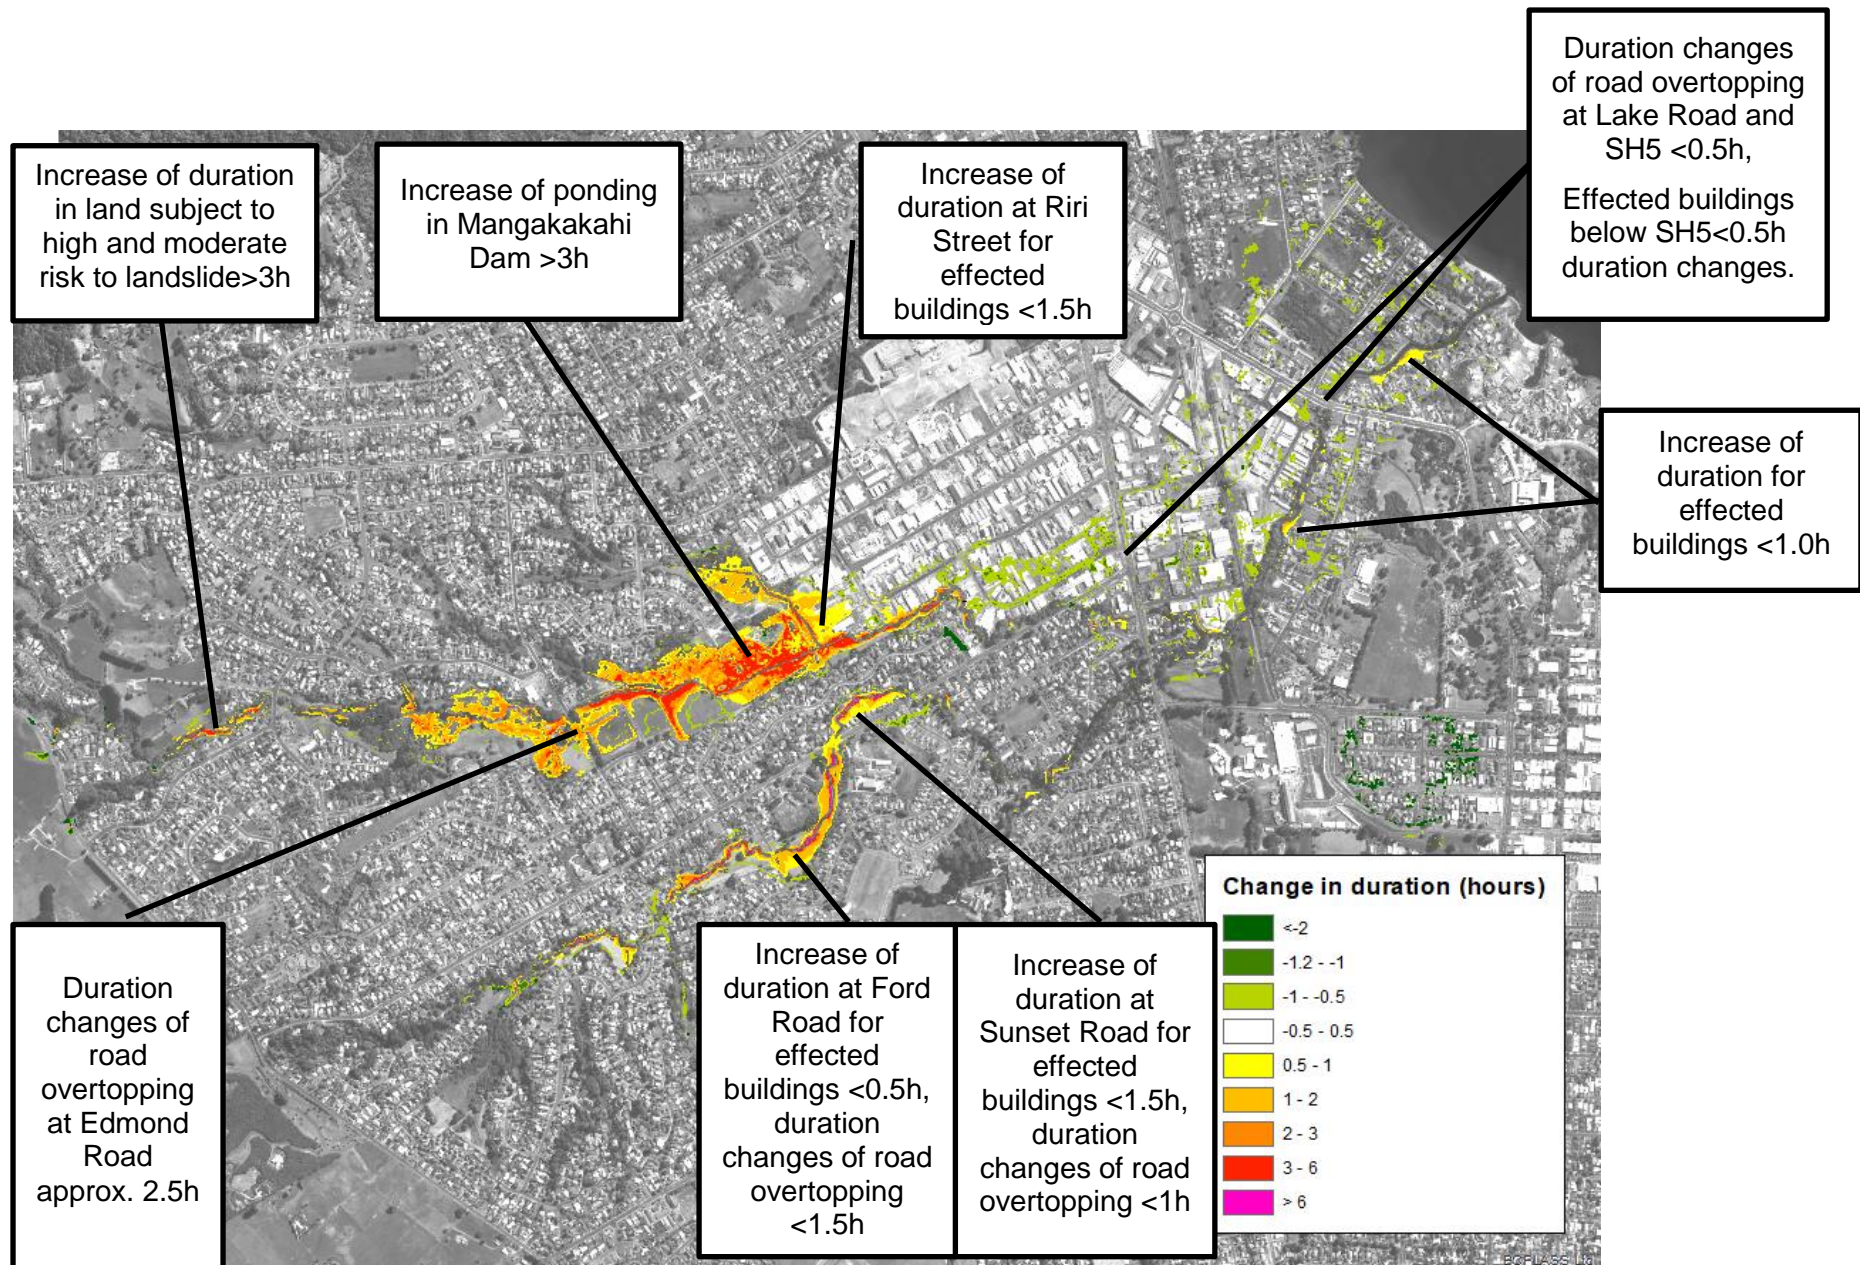 Duration changes
of road overtopping
at Lake Road and
SH5 <0.5h,
Effected buildings
below SH5<0.5h
duration changes.
Increase of duration
in land subject to
high and moderate
risk to landslide>3h
Increase of ponding
in Mangakakahi
Dam >3h
Increase of
duration at Riri
Street for
effected
buildings <1.5h
Increase of
duration for
effected
buildings <1.0h
Duration
changes of
road
overtopping
at Edmond
Road
approx. 2.5h
Increase of
duration at Ford
Road for
effected
buildings <0.5h,
duration
changes of road
overtopping
<1.5h
Increase of
duration at
Sunset Road for
effected
buildings <1.5h,
duration
changes of road
overtopping <1h
Change in duration (hours)
<-2
-1.2 - -1
-1 - -0.5
-0.5 - 0.5
0.5 - 1
1 - 2
2 - 3
3 - 6
> 6
BOPLASS Ltd